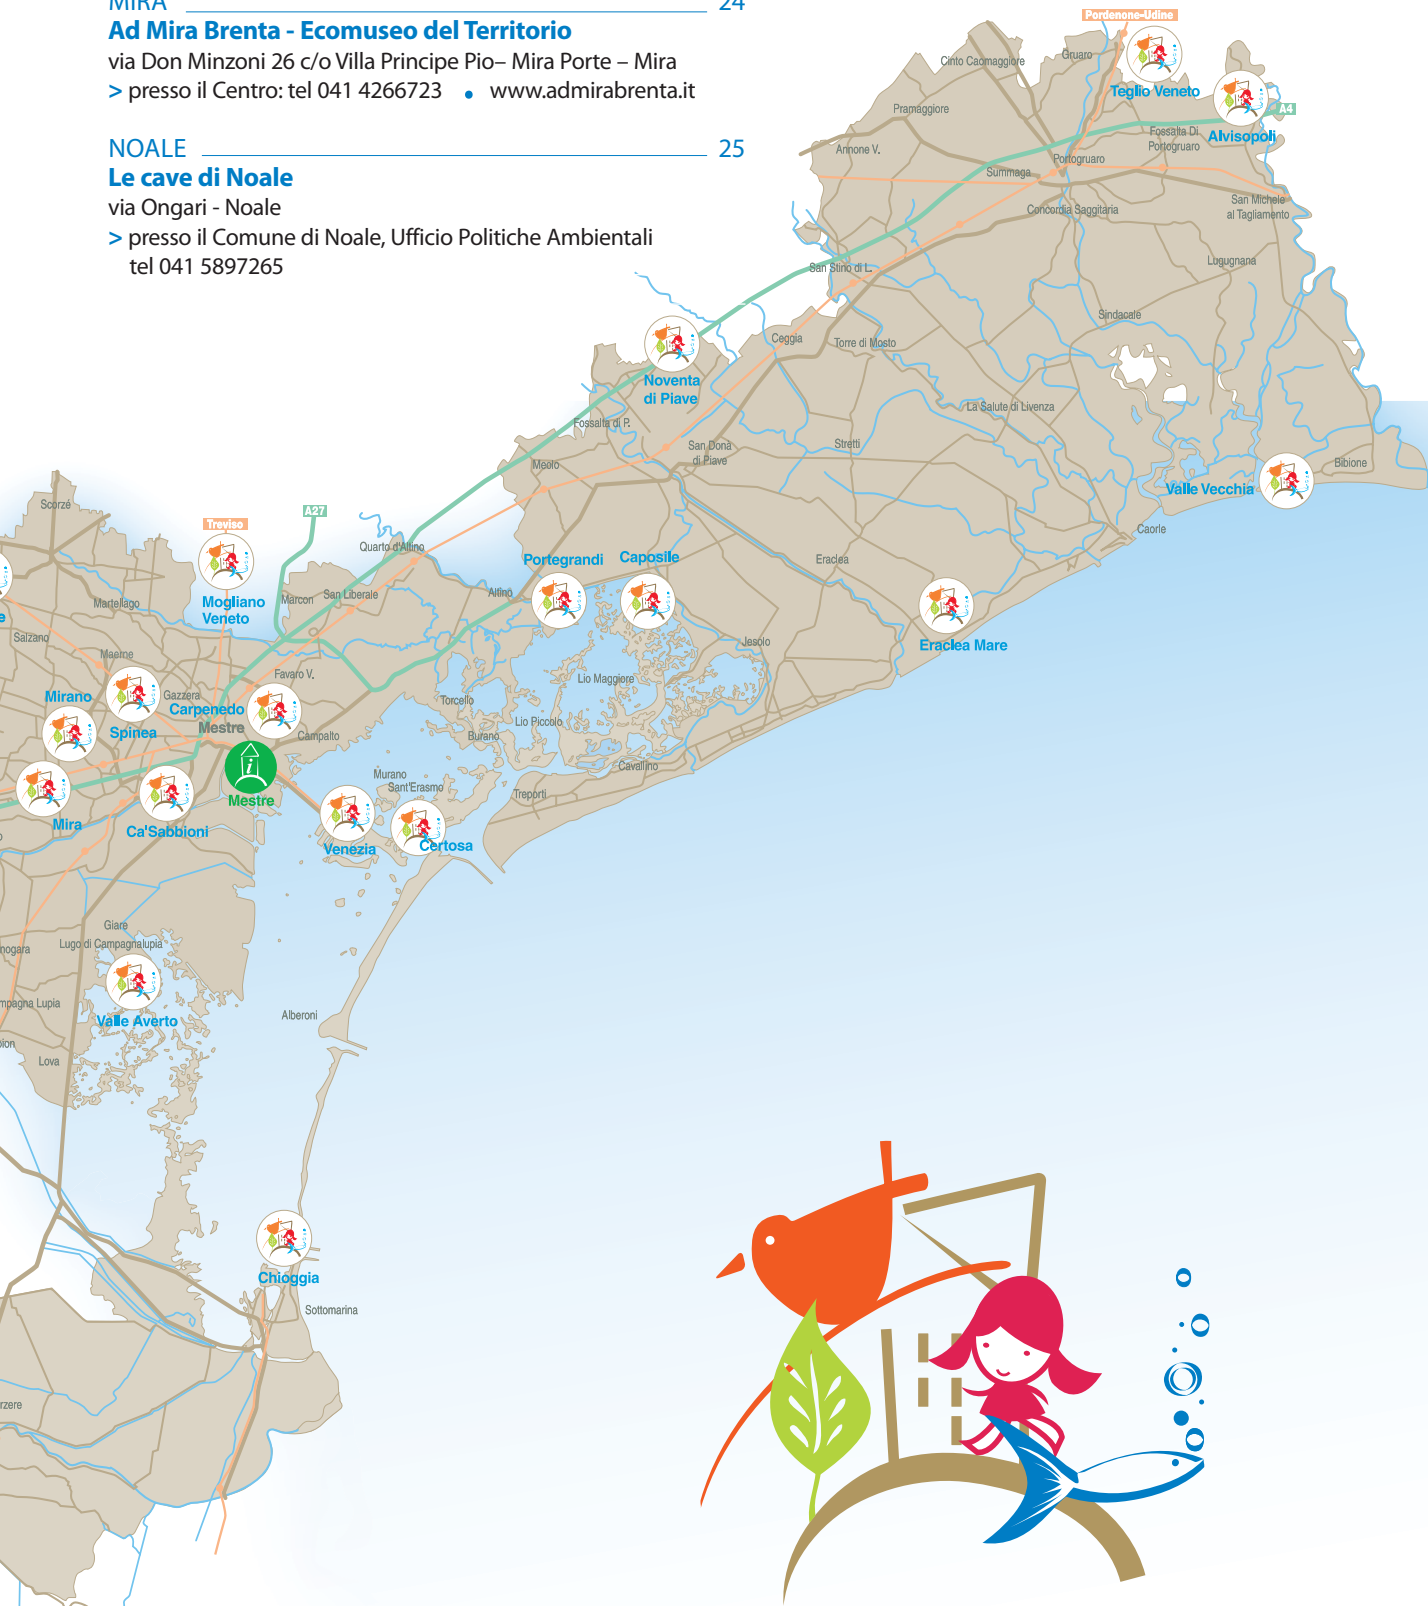 MIRA 24
Ad Mira Brenta - Ecomuseo del Territorio
via Don Minzoni 26 c/o Villa Principe Pio– Mira Porte – Mira
> presso il Centro: tel 041 4266723 • www.admirabrenta.it
NOALE 25
Le cave di Noale
via Ongari - Noale
> presso il Comune di Noale, Ufficio Politiche Ambientali
tel 041 5897265
Pordenone-Udine
Cinto Caomaggiore
Gruaro
Teglio Veneto
Pramaggiore
A4
Alvisopoli
Fossalta Di
Portogruaro
Annone V.
Portogruaro
Summaga
San Michele
al Tagliamento
Concordia Saggitaria
Lugugnana
San Stino di L.
Sindacale
Ceggia
Torre di Mosto
Noventa
di Piave
La Salute di Livenza
Fossalta di P.
San Donà
di Piave
Stretti
Meolo
Bibione
Valle Vecchia
Caorle
Scorzé
A27
Treviso
Quarto d'Altino
Portegrandi
Caposile
Eraclea
Altino
Mogliano
Veneto
Marcon
San Liberale
Martellago
e
Salzano
Eraclea Mare
Jesolo
Maerne
Favaro V.
Lio Maggiore
Mirano
Gazzera
Carpenedo
Torcello
Spinea
Mestre
Campalto
Lio Piccolo
Burano
Cavallino
i
Murano
Sant'Erasmo
Mestre
Treporti
Mira
Ca'Sabbioni
Venezia
Certosa
Giare
Lugo di Campagnalupia
nogara
mpagna Lupia
Valle Averto
Alberoni
ion
Lova
Chioggia
Sottomarina
rzere